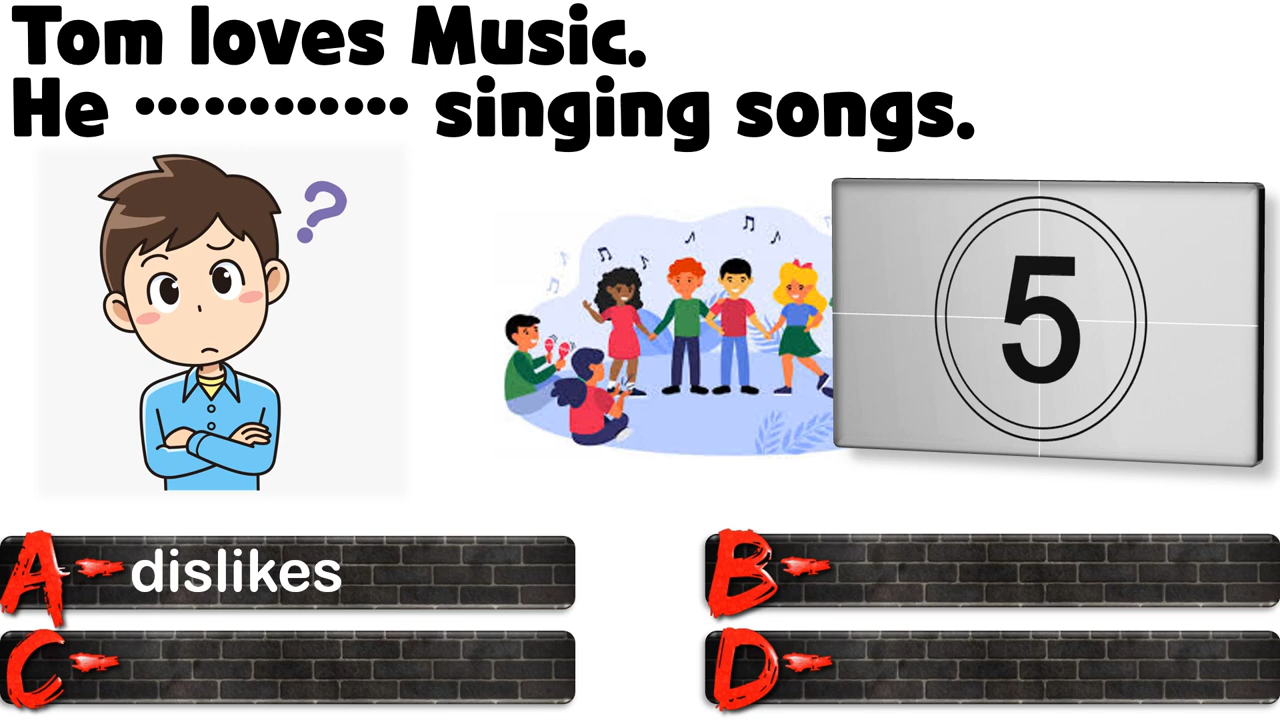 Tom loves Music.
He ············ singing songs.
?
5
A- dislikes
B-
C-
D-